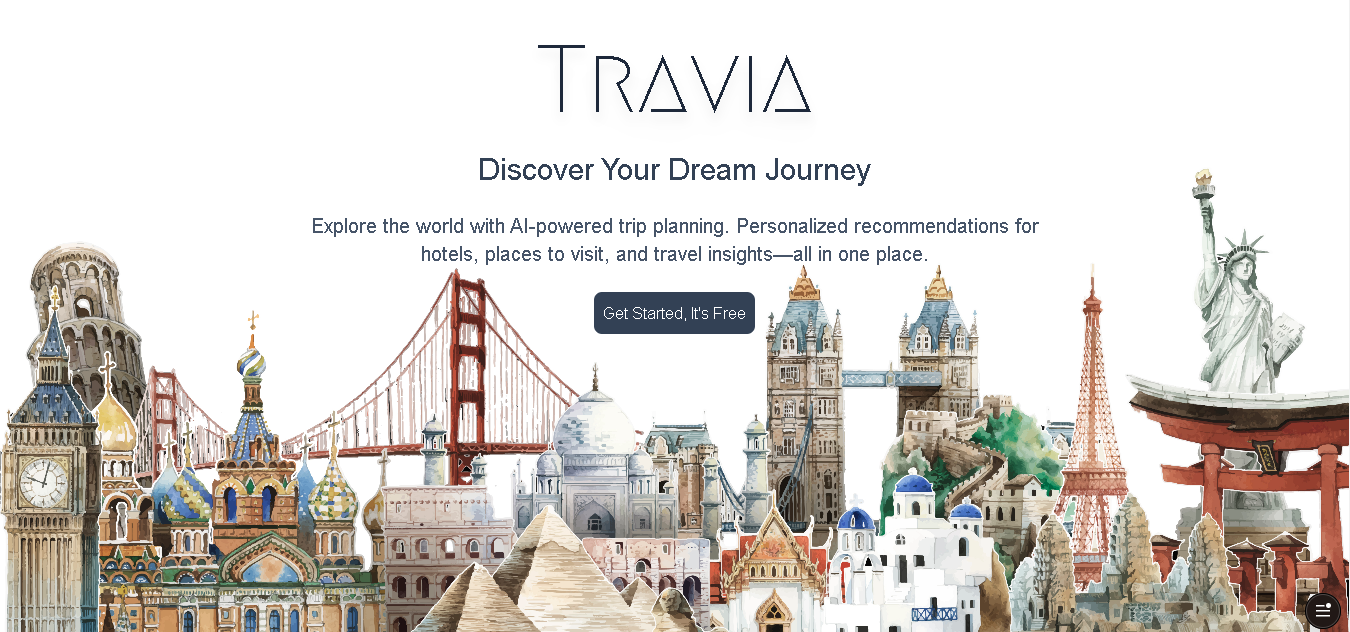 TRAVIA
Discover Your Dream Journey
Explore the world with AI-powered trip planning. Personalized recommendations for
hotels, places to visit, and travel insights—all in one place.
Get Started, It's Free